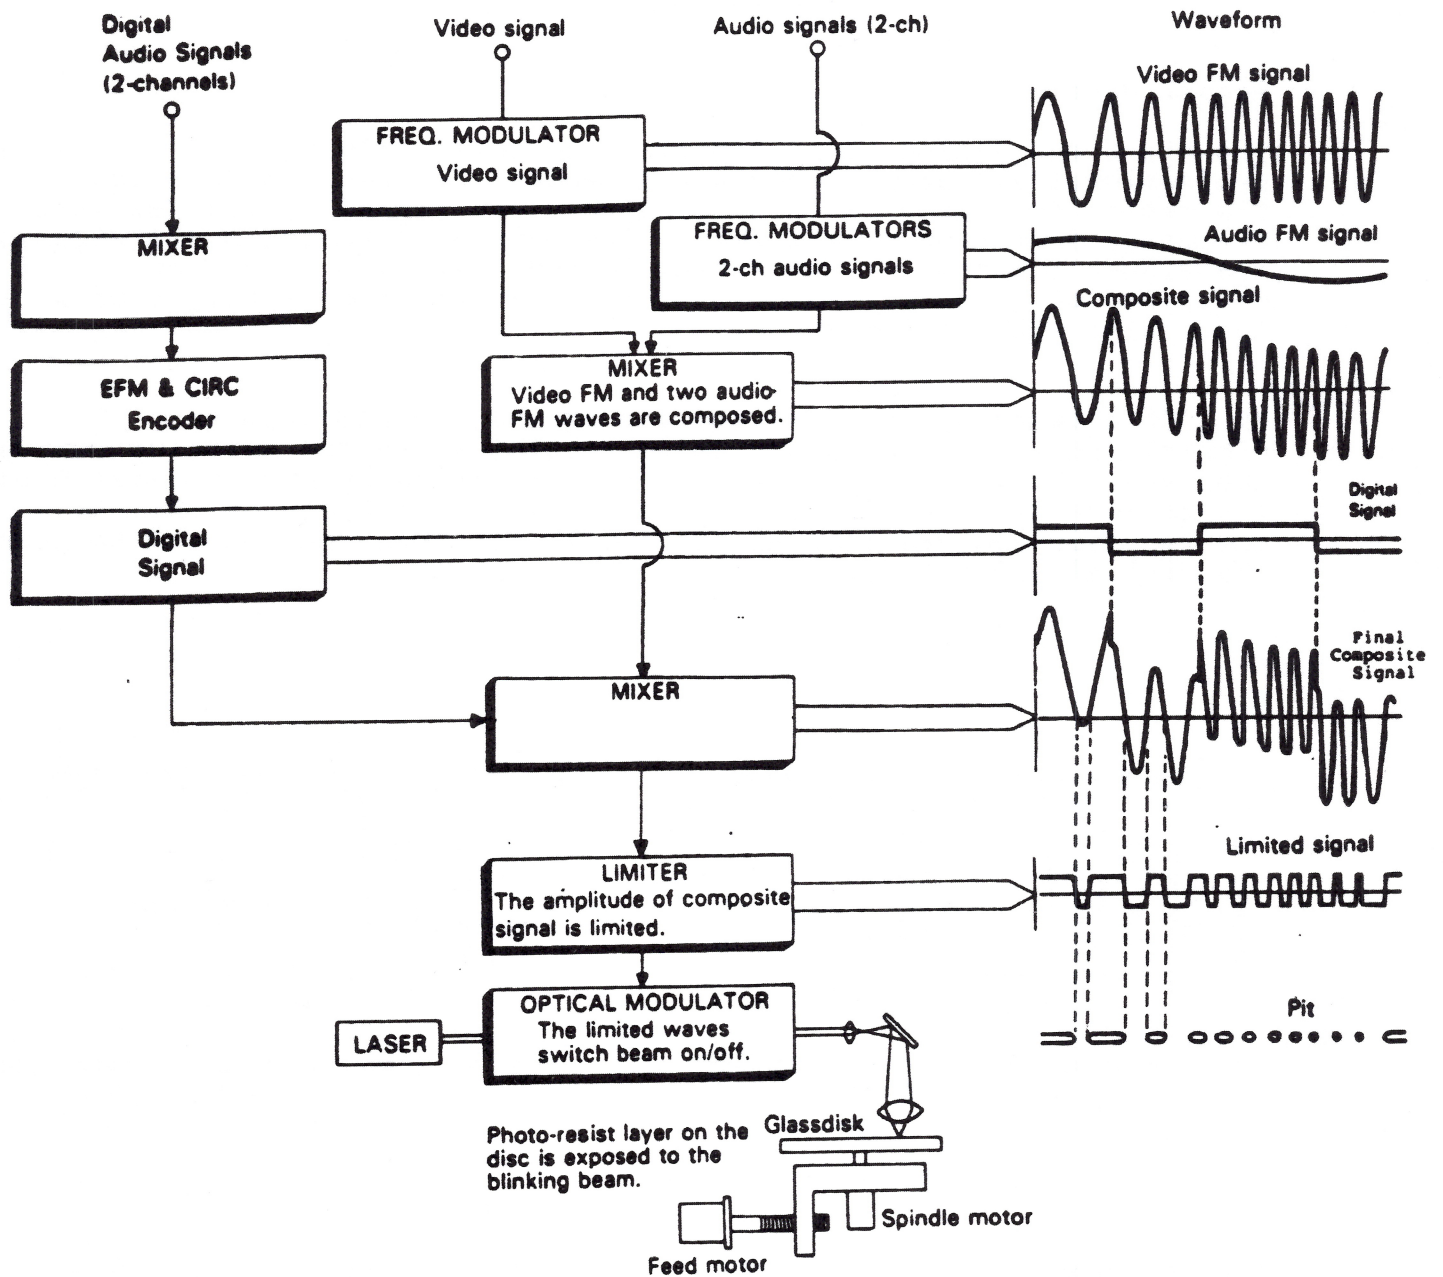 Digital
Audio Signals
(2-channels)
Video signal
Audio signals (2-ch)
Waveform
Video FM signal
FREQ. MODULATOR
Video signal
MIXER
FREQ. MODULATORS
2-ch audio signals
Audio FM signal
Composite signal
EFM & CIRC
Encoder
MIXER
Video FM and two audio-
FM waves are composed.
Digital
Signal
Digital
Signal
MIXER
Final
Composite
Signal
LIMITER
The amplitude of composite
signal is limited.
Limited signal
LASER
OPTICAL MODULATOR
The limited waves
switch beam on/off.
Pit
Photo-resist layer on the
disc is exposed to the
blinking beam.
Glassdisk
Spindle motor
Feed motor